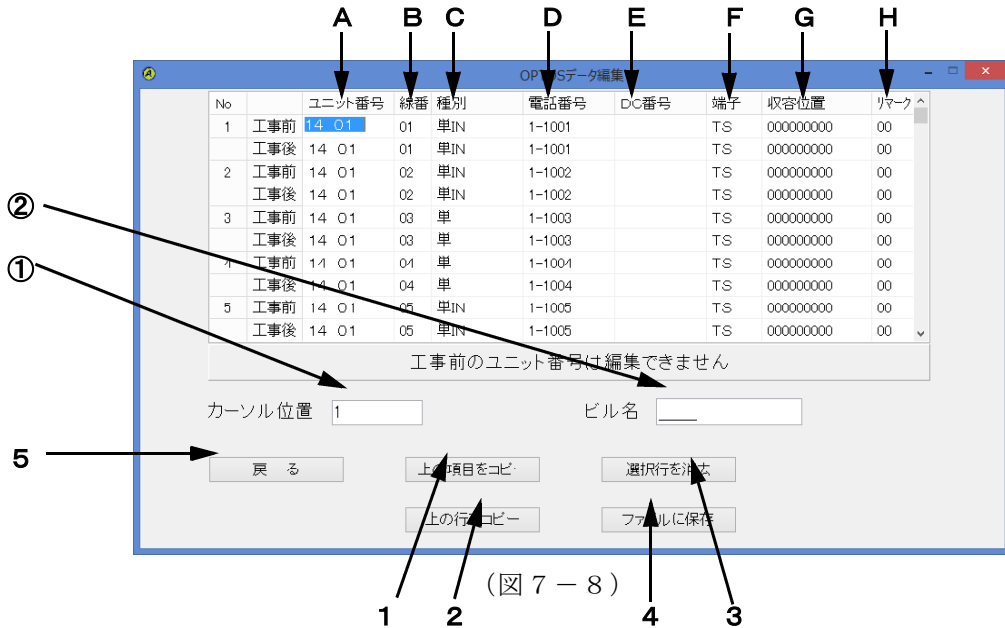 A B C D E F G H
OPTOSデータ編集
No ユニット番号 線番 種別 電話番号 DC番号 端子 収容位置 リマーク
1 工事前 14 01 01 単IN 1-1001 TS 000000000 00
工事後 14 01 01 単IN 1-1001 TS 000000000 00
2 工事前 14 01 02 単IN 1-1002 TS 000000000 00
工事後 14 01 02 単IN 1-1002 TS 000000000 00
3 工事前 14 01 03 単 1-1003 TS 000000000 00
工事後 14 01 03 単 1-1003 TS 000000000 00
4 工事前 14 01 04 単 1-1004 TS 000000000 00
工事後 14 01 04 単 1-1004 TS 000000000 00
5 工事前 14 01 05 単IN 1-1005 TS 000000000 00
工事後 14 01 05 単IN 1-1005 TS 000000000 00
②
①
工事前のユニット番号は編集できません
カーソル位置 1 ビル名
5
戻 る 上の項目をコピー 選択行を消去
上の行をコピー ファイルに保存
(図7-8)
1 2 4 3